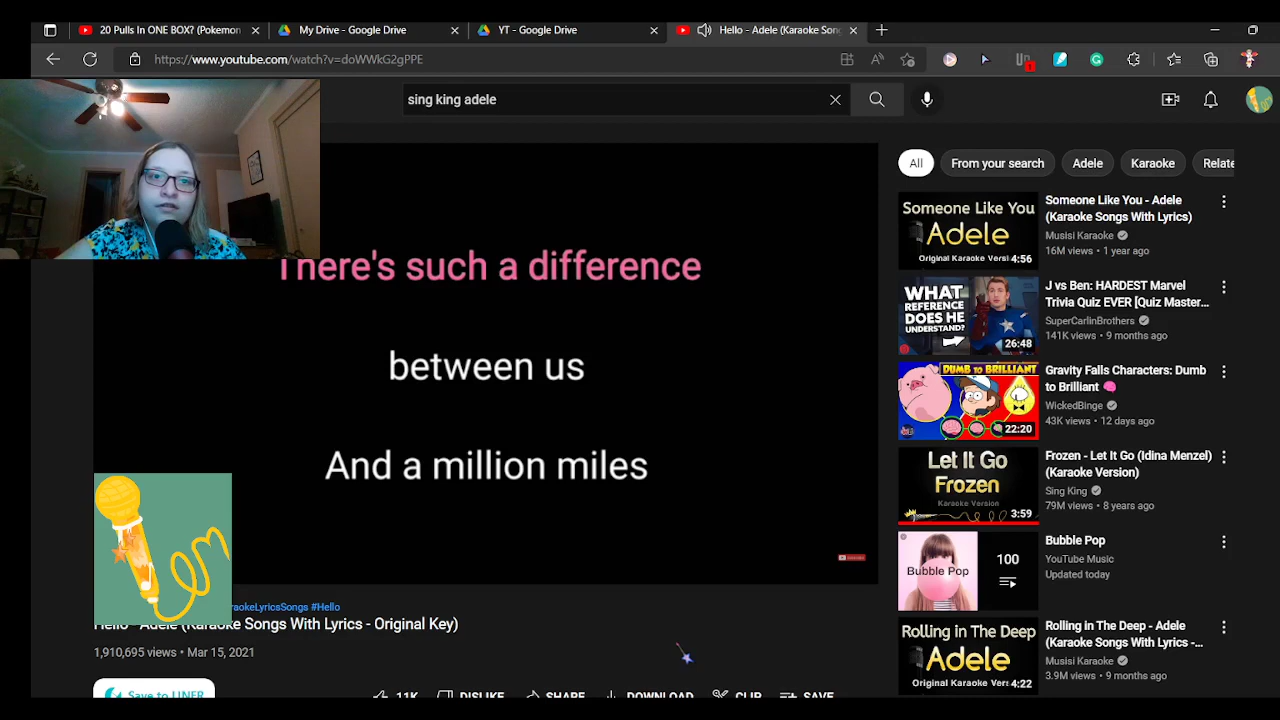 20 Pulls In ONE BOX? (Pokemon
My Drive - Google Drive
YT - Google Drive
Hello - Adele (Karaoke Song
https://www.youtube.com/watch?v=doWWkG2gPPE
1
sing king adele
All
From your search
Adele
Karaoke
Relate
There's such a difference
between us
And a million miles
#Hello
Hello - Adele (Karaoke Songs With Lyrics - Original Key)
1,910,695 views • Mar 15, 2021
Save to UNER
11K
DISLIKE
SHARE
DOWNLOAD
CLIP
SAVE
Someone Like You
Adele
Original Karaoke Versi
4:56
Someone Like You - Adele
(Karaoke Songs With Lyrics)
Musisi Karaoke
16M views • 1 year ago
WHAT
REFERENCE
DOES HE
UNDERSTAND?
26:48
J vs Ben: HARDEST Marvel
Trivia Quiz EVER [Quiz Master...
SuperCarlinBrothers
141K views • 9 months ago
DUMB TO BRILLIANT
22:20
Gravity Falls Characters: Dumb
to Brilliant
WickedBinge
43K views • 12 days ago
Let It Go
Frozen
Karaoke Version
3:59
Frozen - Let It Go (Idina Menzel)
(Karaoke Version)
Sing King
79M views • 8 years ago
Bubble Pop
100
Bubble Pop
YouTube Music
Updated today
Rolling in The Deep
Adele
Original Karaoke Vers
4:22
Rolling in The Deep - Adele
(Karaoke Songs With Lyrics -...
Musisi Karaoke
3.9M views • 9 months ago